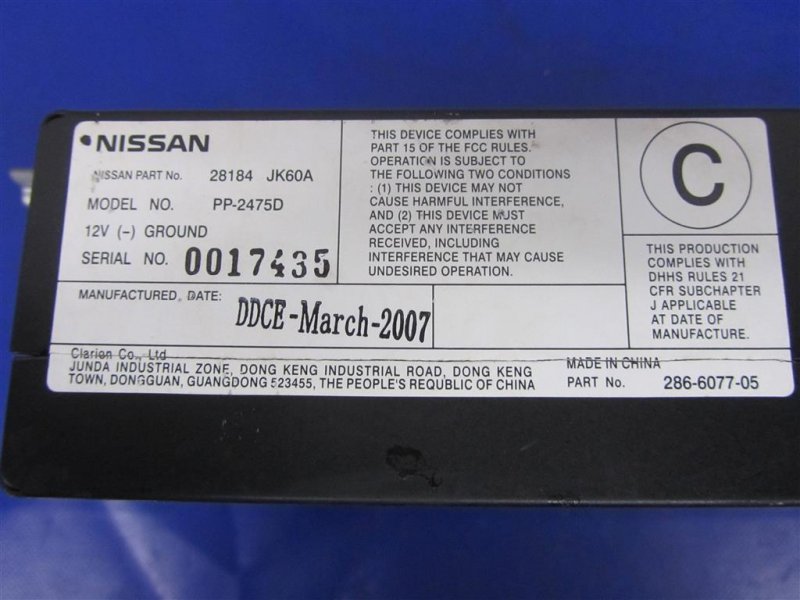 NISSAN
NISSAN PART No. 28184 JK60A
MODEL NO. PP-2475D
12V (–) GROUND
SERIAL NO. 0017435
MANUFACTURED, DATE: DDCE-March-2007
THIS DEVICE COMPLIES WITH
PART 15 OF THE FCC RULES.
OPERATION IS SUBJECT TO
THE FOLLOWING TWO CONDITIONS
: (1) THIS DEVICE MAY NOT
CAUSE HARMFUL INTERFERENCE,
AND (2) THIS DEVICE MUST
ACCEPT ANY INTERFERENCE
RECEIVED, INCLUDING
INTERFERENCE THAT MAY CAUSE
UNDESIRED OPERATION.
C
THIS PRODUCTION
COMPLIES WITH
DHHS RULES 21
CFR SUBCHAPTER
J APPLICABLE
AT DATE OF
MANUFACTURE.
Clarion Co., Ltd
JUNDA INDUSTRIAL ZONE, DONG KENG INDUSTRIAL ROAD, DONG KENG
TOWN, DONGGUAN, GUANGDONG 523455, THE PEOPLE'S REQUBLIC OF CHINA
MADE IN CHINA
PART No. 286-6077-05